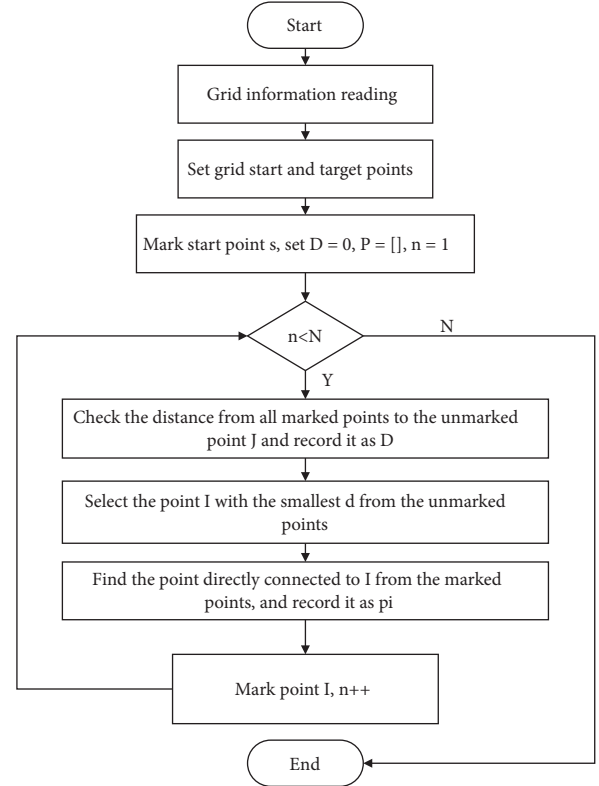 Start
Grid information reading
Set grid start and target points
Mark start point s, set D = 0, P = [], n = 1
n<N
N
Y
Check the distance from all marked points to the unmarked
point J and record it as D
Select the point I with the smallest d from the unmarked
points
Find the point directly connected to I from the marked
points, and record it as pi
Mark point I, n++
End